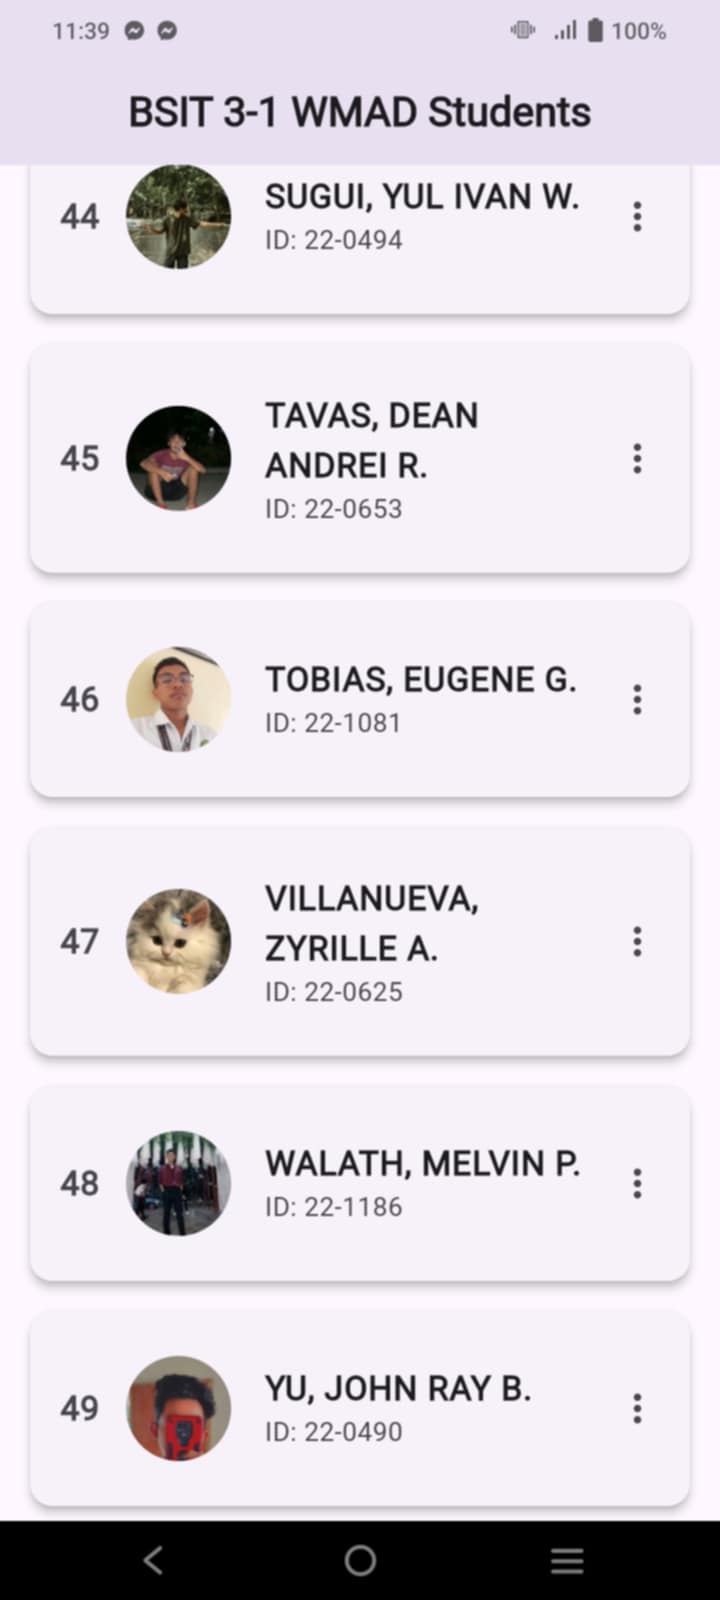 11:39 100%
BSIT 3-1 WMAD Students
44
SUGUI, YUL IVAN W.
ID: 22-0494
45
TAVAS, DEAN
ANDREI R.
ID: 22-0653
46
TOBIAS, EUGENE G.
ID: 22-1081
47
VILLANUEVA,
ZYRILLE A.
ID: 22-0625
48
WALATH, MELVIN P.
ID: 22-1186
49
YU, JOHN RAY B.
ID: 22-0490